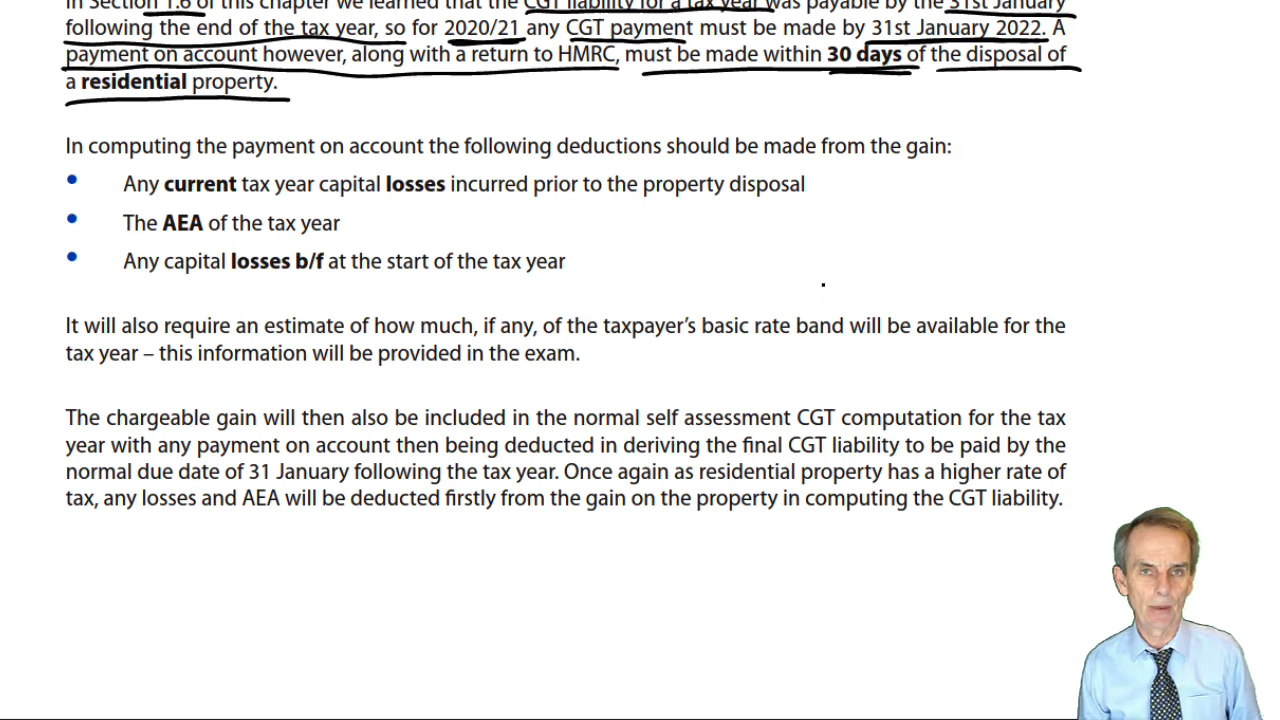 In Section 1.6 of this chapter we learned that the CGT liability for a tax year was payable by the 31st January
following the end of the tax year, so for 2020/21 any CGT payment must be made by 31st January 2022. A
payment on account however, along with a return to HMRC, must be made within 30 days of the disposal of
a residential property.
In computing the payment on account the following deductions should be made from the gain:
• Any current tax year capital losses incurred prior to the property disposal
• The AEA of the tax year
• Any capital losses b/f at the start of the tax year
It will also require an estimate of how much, if any, of the taxpayer's basic rate band will be available for the
tax year – this information will be provided in the exam.
The chargeable gain will then also be included in the normal self assessment CGT computation for the tax
year with any payment on account then being deducted in deriving the final CGT liability to be paid by the
normal due date of 31 January following the tax year. Once again as residential property has a higher rate of
tax, any losses and AEA will be deducted firstly from the gain on the property in computing the CGT liability.